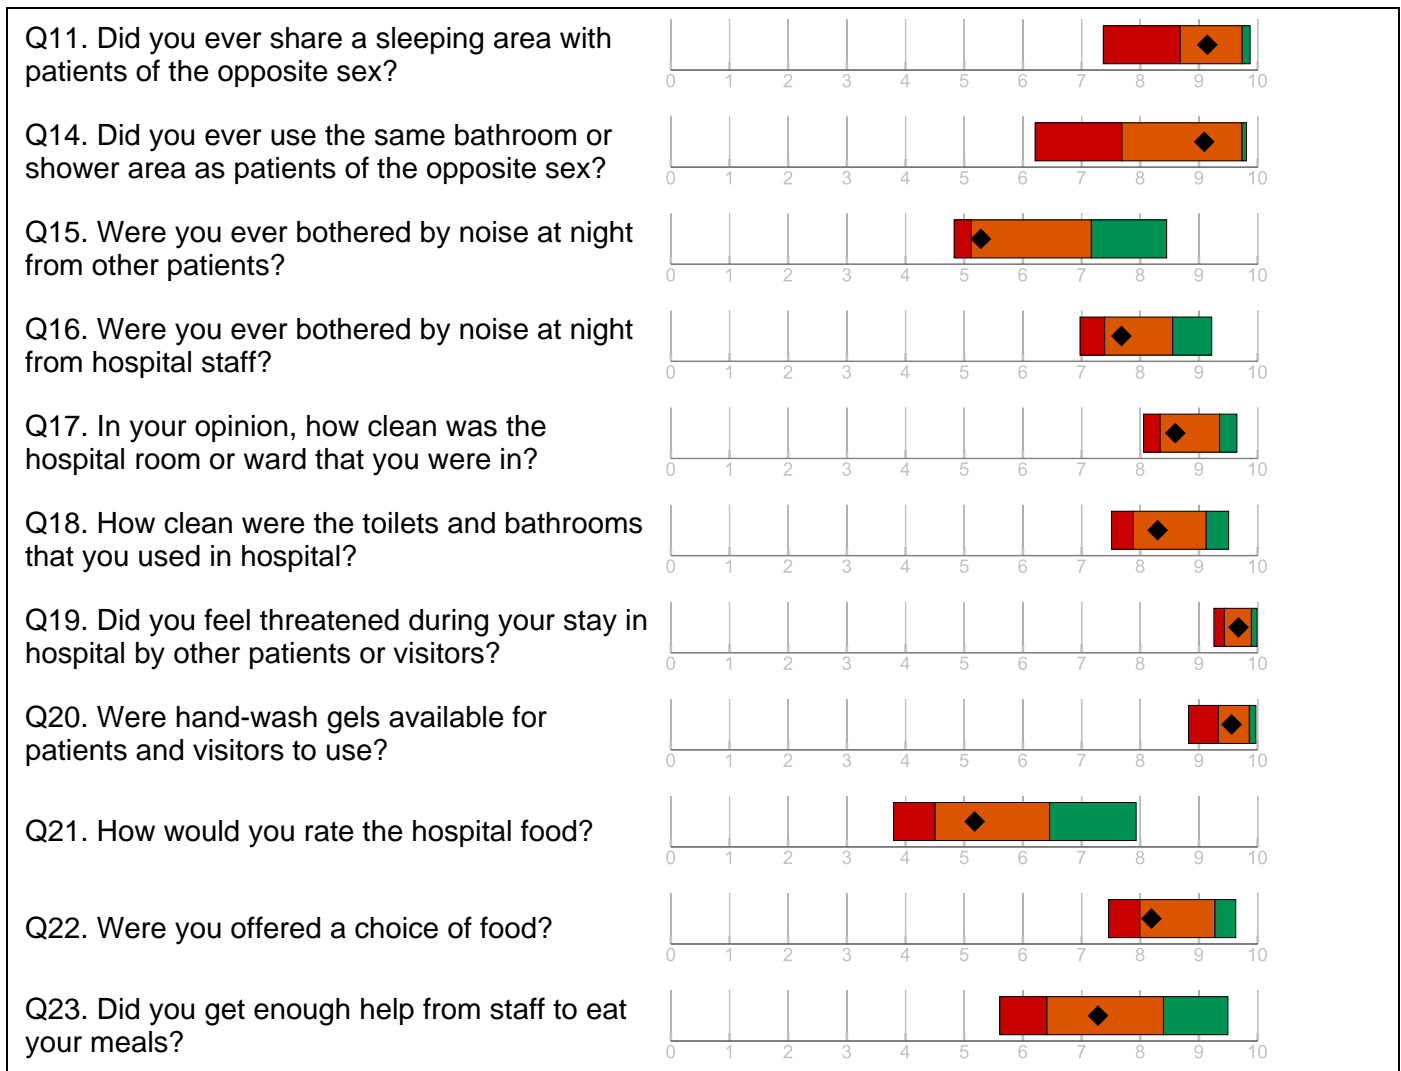 Q11. Did you ever share a sleeping area with
patients of the opposite sex?
0 1 2 3 4 5 6 7 8 9 10
Q14. Did you ever use the same bathroom or
shower area as patients of the opposite sex?
0 1 2 3 4 5 6 7 8 9 10
Q15. Were you ever bothered by noise at night
from other patients?
0 1 2 3 4 5 6 7 8 9 10
Q16. Were you ever bothered by noise at night
from hospital staff?
0 1 2 3 4 5 6 7 8 9 10
Q17. In your opinion, how clean was the
hospital room or ward that you were in?
0 1 2 3 4 5 6 7 8 9 10
Q18. How clean were the toilets and bathrooms
that you used in hospital?
0 1 2 3 4 5 6 7 8 9 10
Q19. Did you feel threatened during your stay in
hospital by other patients or visitors?
0 1 2 3 4 5 6 7 8 9 10
Q20. Were hand-wash gels available for
patients and visitors to use?
0 1 2 3 4 5 6 7 8 9 10
Q21. How would you rate the hospital food?
0 1 2 3 4 5 6 7 8 9 10
Q22. Were you offered a choice of food?
0 1 2 3 4 5 6 7 8 9 10
Q23. Did you get enough help from staff to eat
your meals?
0 1 2 3 4 5 6 7 8 9 10